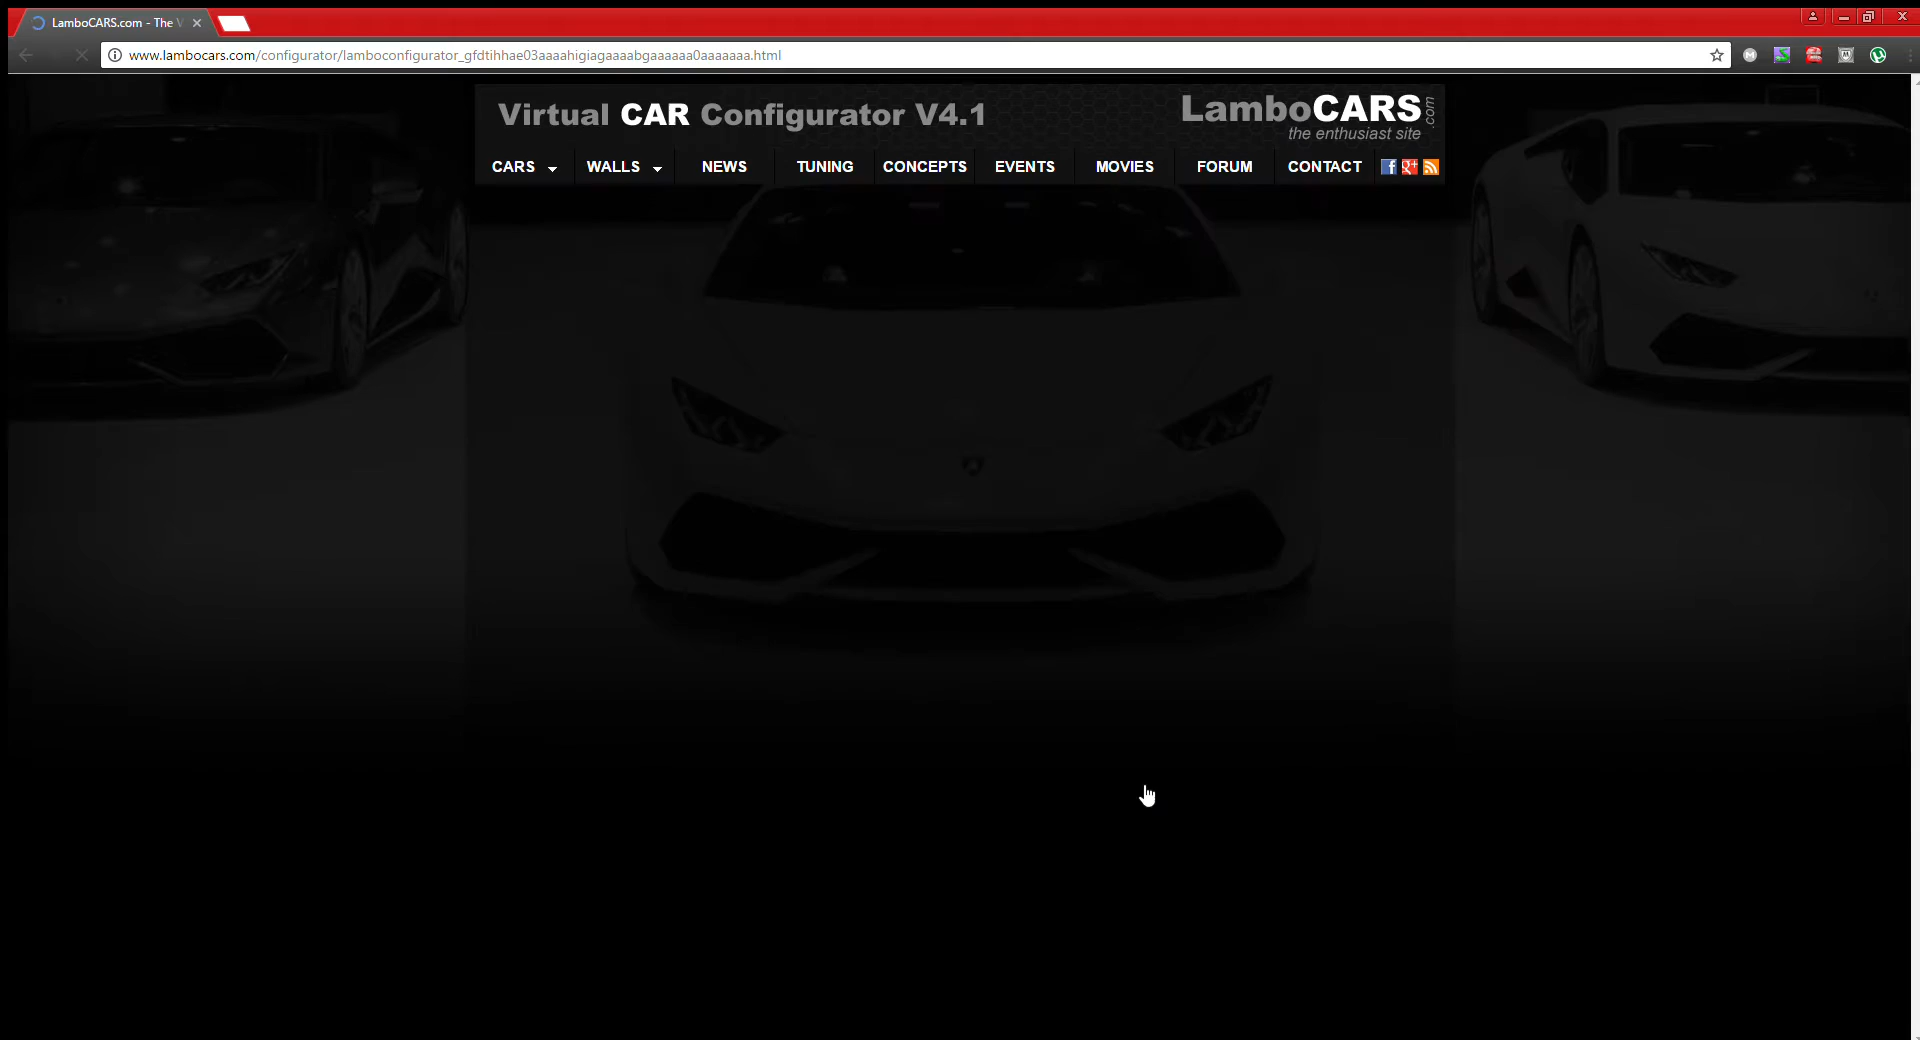 LamboCARS.com - The V
www.lambocars.com/configurator/lamboconfigurator_gfdtihhae03aaaahigiagaaaabgaaaaaa0aaaaaaa.html
Virtual CAR Configurator V4.1
LamboCARS.com
the enthusiast site
CARS WALLS NEWS TUNING CONCEPTS EVENTS MOVIES FORUM CONTACT